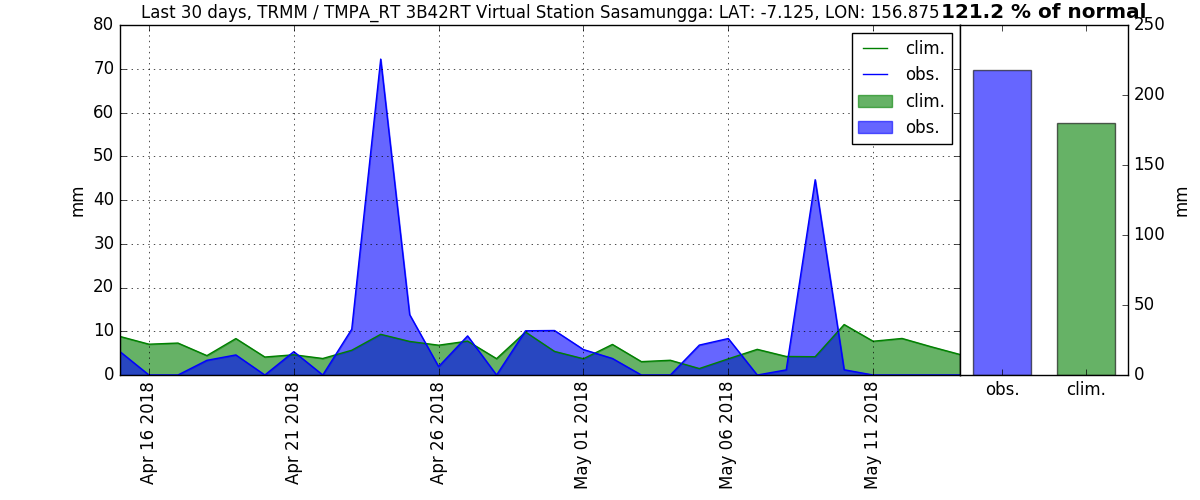 Last 30 days, TRMM / TMPA_RT 3B42RT Virtual Station Sasamungga: LAT: -7.125, LON: 156.875
121.2 % of normal
80
70
60
50
40
30
20
10
0
mm
clim.
obs.
clim.
obs.
Apr 16 2018
Apr 21 2018
Apr 26 2018
May 01 2018
May 06 2018
May 11 2018
250
200
150
100
50
0
mm
obs.
clim.